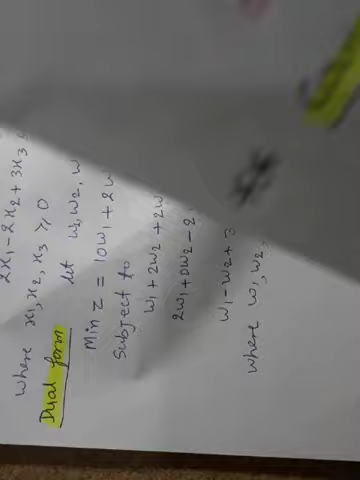 2x₁ - 2x₂ + 3x₃
where x₁, x₂, x₃ ≥ 0
Dual form
let w₁, w₂, w
Min Z = 10w₁ + 2w
Subject to
w₁ + 2w₂ + 2w
2w₁ + 0w₂ - 2
w₁ - w₂ + 3
where w₁, w₂,